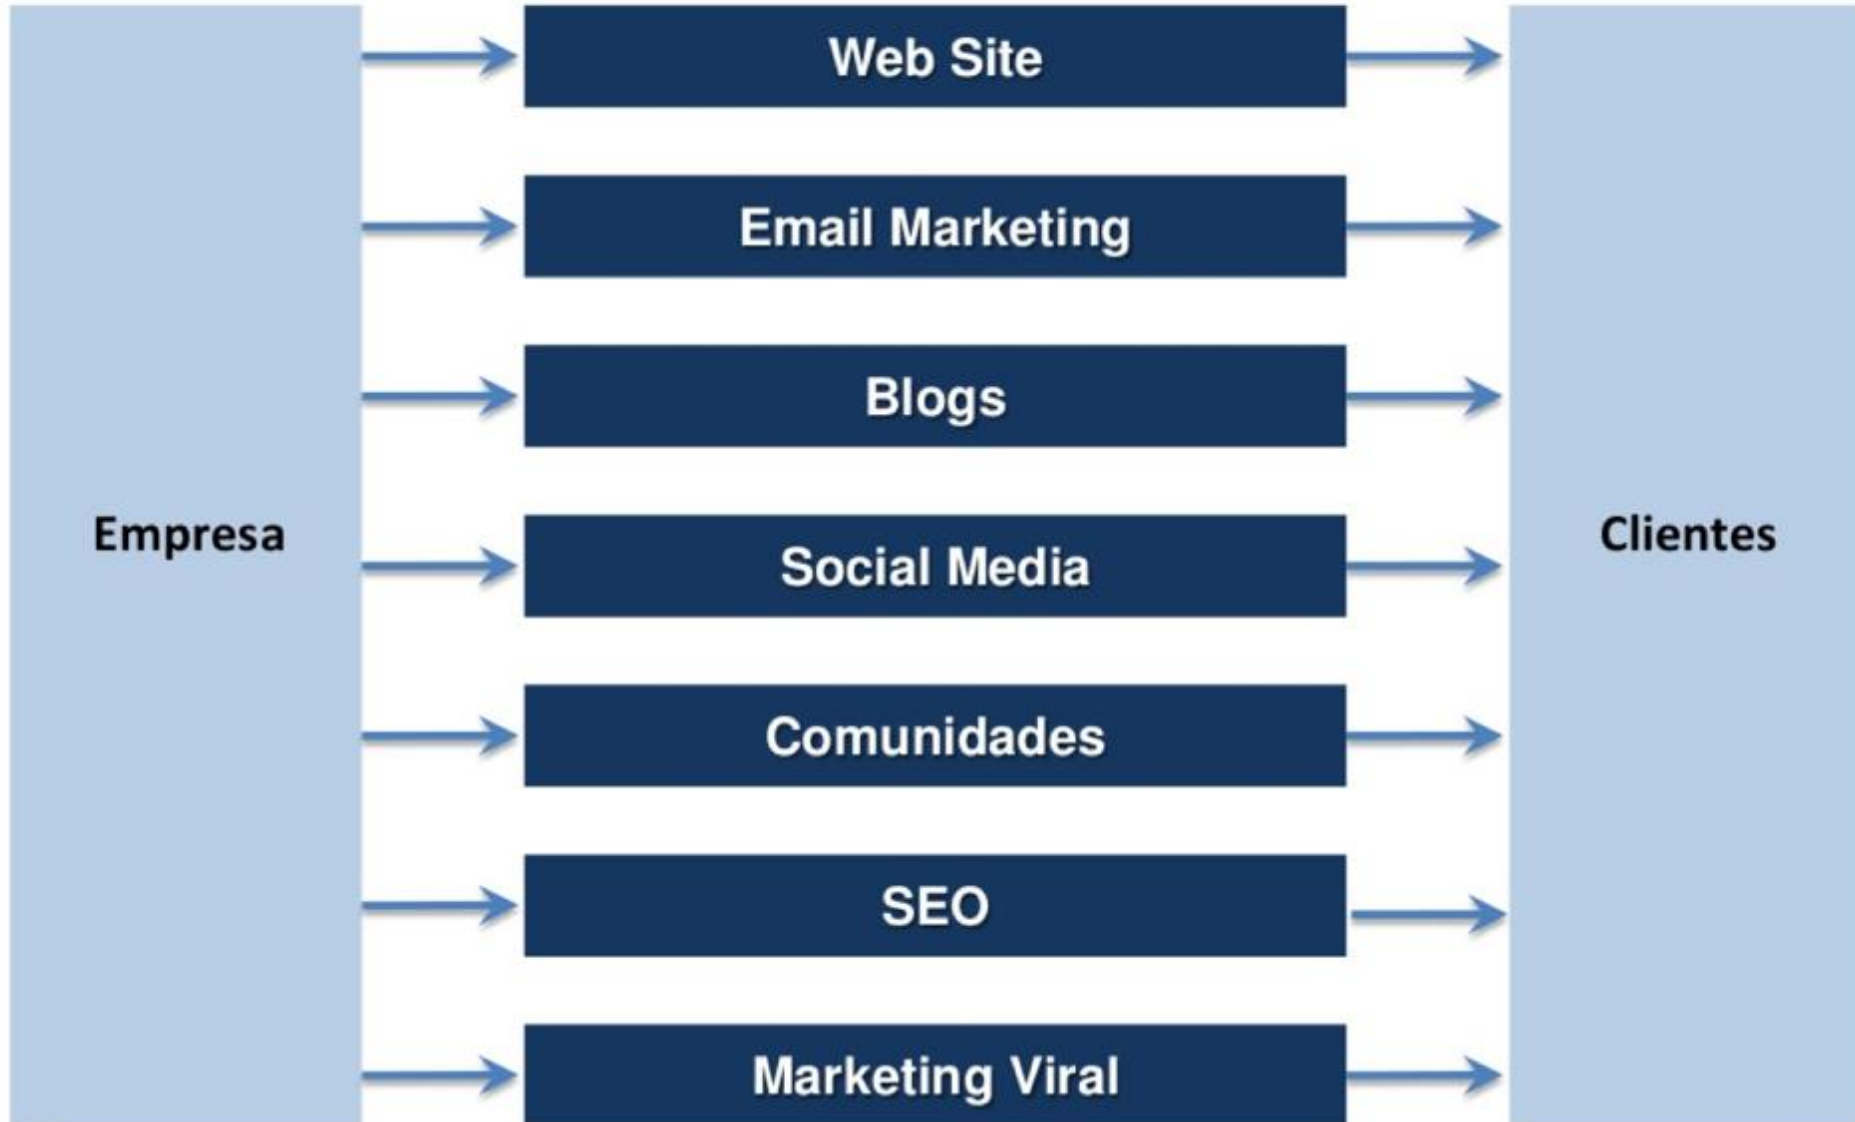 Web Site
Email Marketing
Blogs
Empresa
Clientes
Social Media
Comunidades
SEO
Marketing Viral